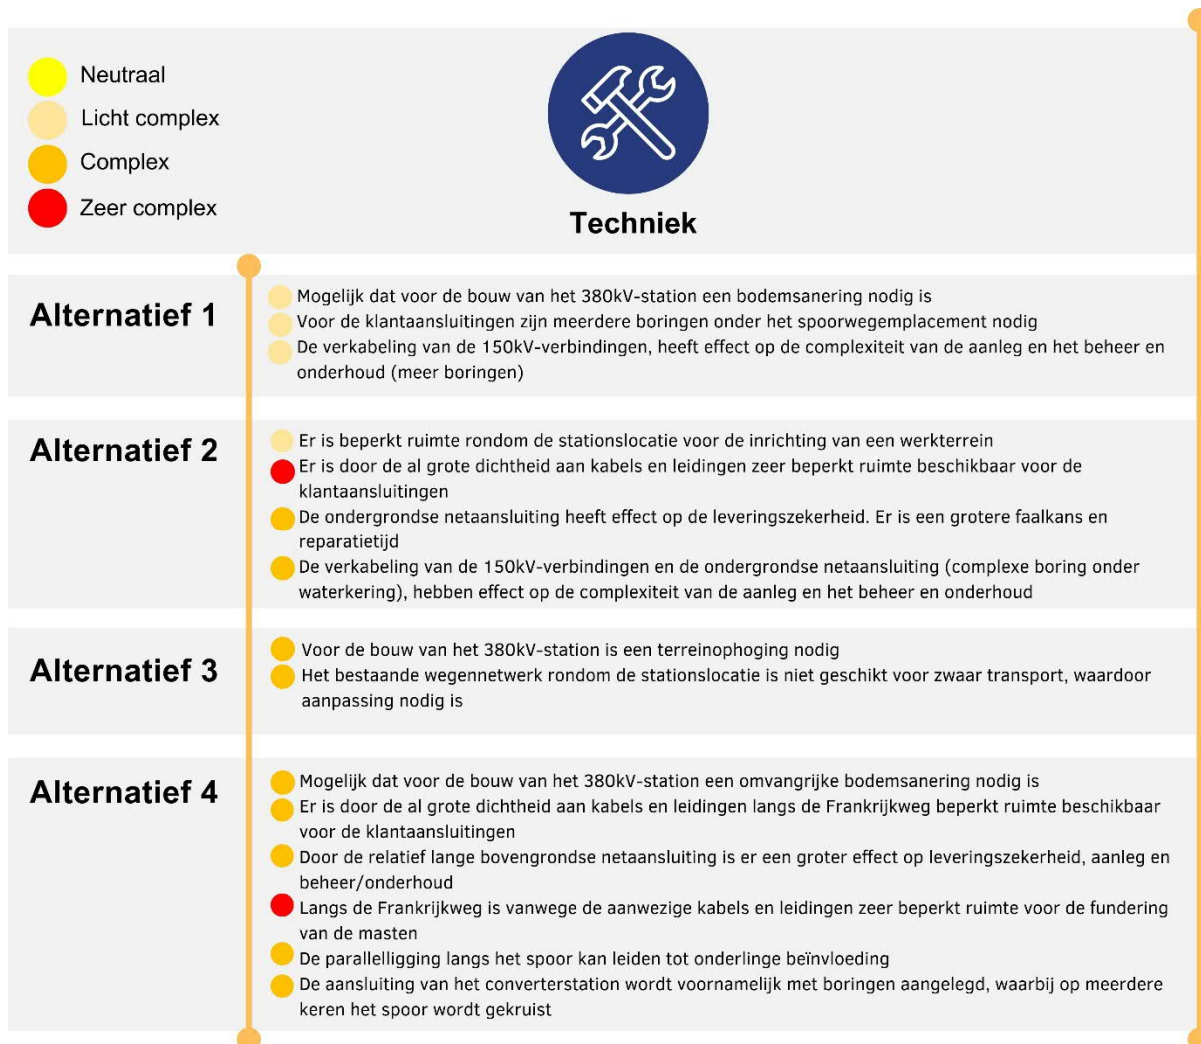 Neutraal
Licht complex
Complex
Zeer complex
Techniek
Alternatief 1
Mogelijk dat voor de bouw van het 380kV-station een bodemsanering nodig is
Voor de klantaansluitingen zijn meerdere boringen onder het spoorwegemplacement nodig
De verkabeling van de 150kV-verbindingen, heeft effect op de complexiteit van de aanleg en het beheer en
onderhoud (meer boringen)
Alternatief 2
Er is beperkt ruimte rondom de stationslocatie voor de inrichting van een werkterrein
Er is door de al grote dichtheid aan kabels en leidingen zeer beperkt ruimte beschikbaar voor de
klantaansluitingen
De ondergrondse netaansluiting heeft effect op de leveringszekerheid. Er is een grotere faalkans en
reparatietijd
De verkabeling van de 150kV-verbindingen en de ondergrondse netaansluiting (complexe boring onder
waterkering), hebben effect op de complexiteit van de aanleg en het beheer en onderhoud
Alternatief 3
Voor de bouw van het 380kV-station is een terreinophoging nodig
Het bestaande wegennetwerk rondom de stationslocatie is niet geschikt voor zwaar transport, waardoor
aanpassing nodig is
Alternatief 4
Mogelijk dat voor de bouw van het 380kV-station een omvangrijke bodemsanering nodig is
Er is door de al grote dichtheid aan kabels en leidingen langs de Frankrijkweg beperkt ruimte beschikbaar
voor de klantaansluitingen
Door de relatief lange bovengrondse netaansluiting is er een groter effect op leveringszekerheid, aanleg en
beheer/onderhoud
Langs de Frankrijkweg is vanwege de aanwezige kabels en leidingen zeer beperkt ruimte voor de fundering
van de masten
De parallelligging langs het spoor kan leiden tot onderlinge beïnvloeding
De aansluiting van het converterstation wordt voornamelijk met boringen aangelegd, waarbij op meerdere
keren het spoor wordt gekruist